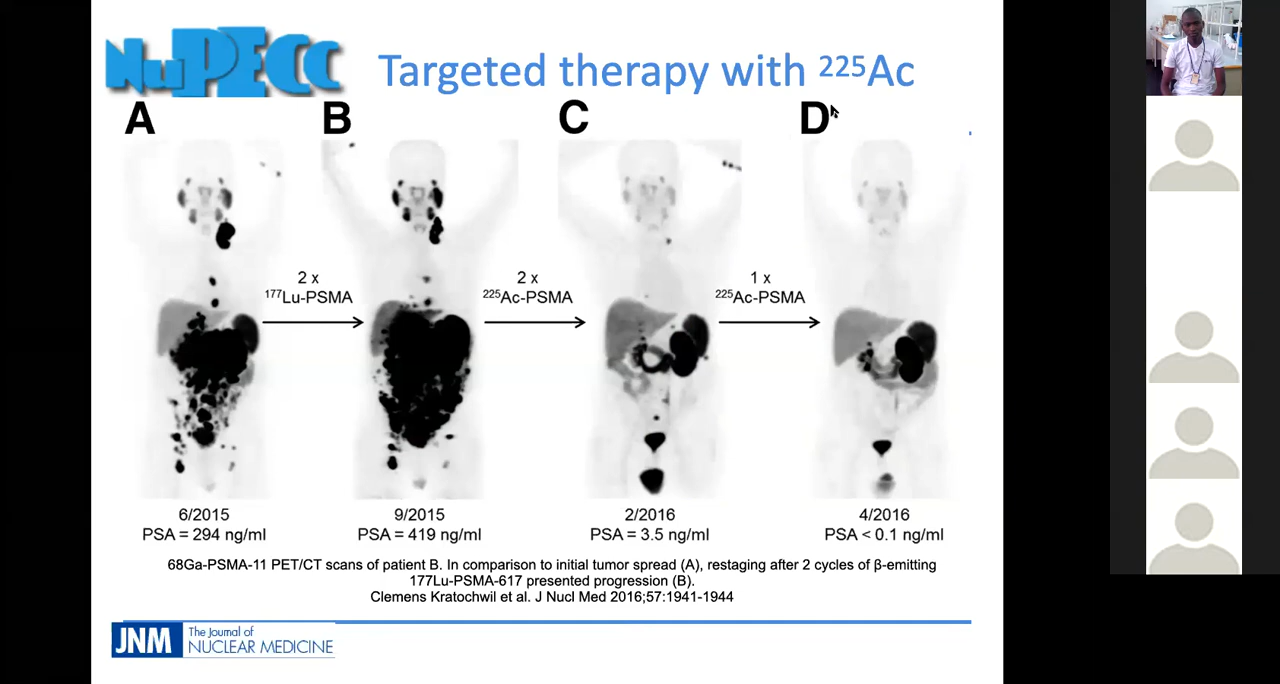 NuPECC
Targeted therapy with ²²⁵Ac
A B C D
2 x
¹⁷⁷Lu-PSMA
2 x
²²⁵Ac-PSMA
1 x
²²⁵Ac-PSMA
6/2015
PSA = 294 ng/ml
9/2015
PSA = 419 ng/ml
2/2016
PSA = 3.5 ng/ml
4/2016
PSA < 0.1 ng/ml
68Ga-PSMA-11 PET/CT scans of patient B. In comparison to initial tumor spread (A), restaging after 2 cycles of β-emitting
177Lu-PSMA-617 presented progression (B).
Clemens Kratochwil et al. J Nucl Med 2016;57:1941-1944
JNM
The Journal of
NUCLEAR MEDICINE